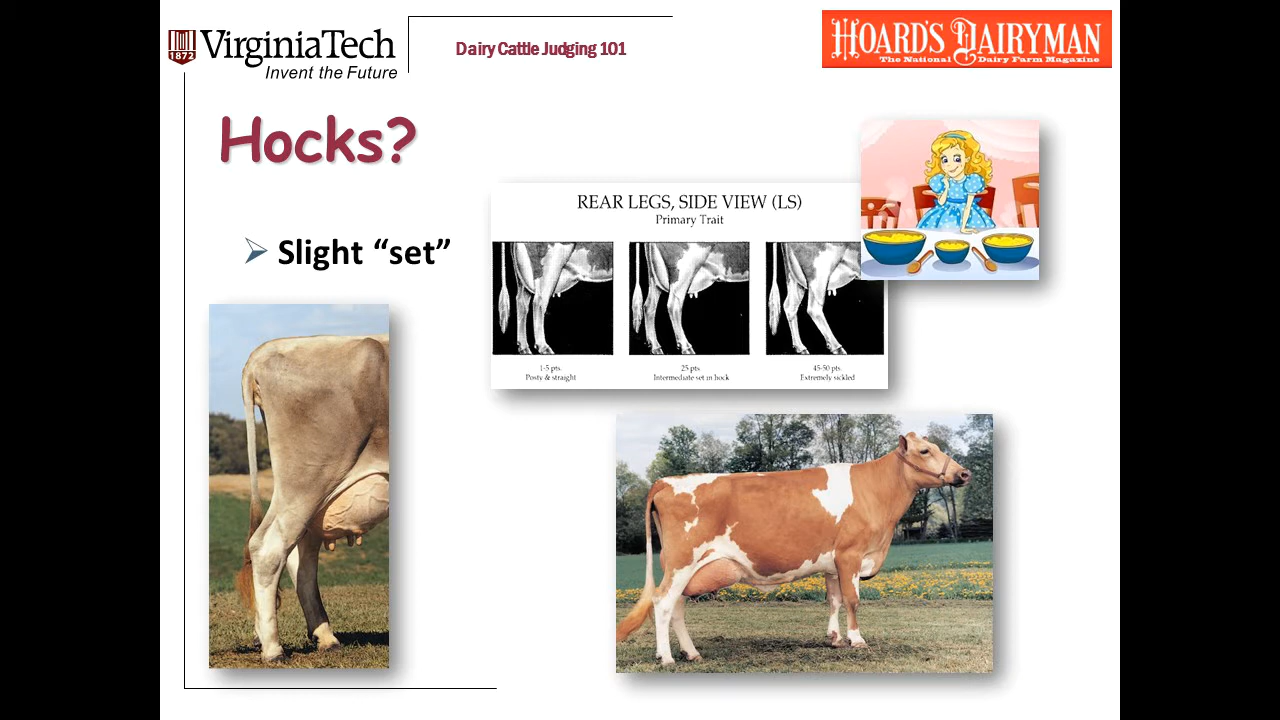 VirginiaTech
1872
Invent the Future
Dairy Cattle Judging 101
HOARD'S DAIRYMAN
The National Dairy Farm Magazine
Hocks?
Slight “set”
REAR LEGS, SIDE VIEW (LS)
Primary Trait
1-5 pts.
Posty & straight
25 pts.
Intermediate set in hock
45-50 pts.
Extremely sickled